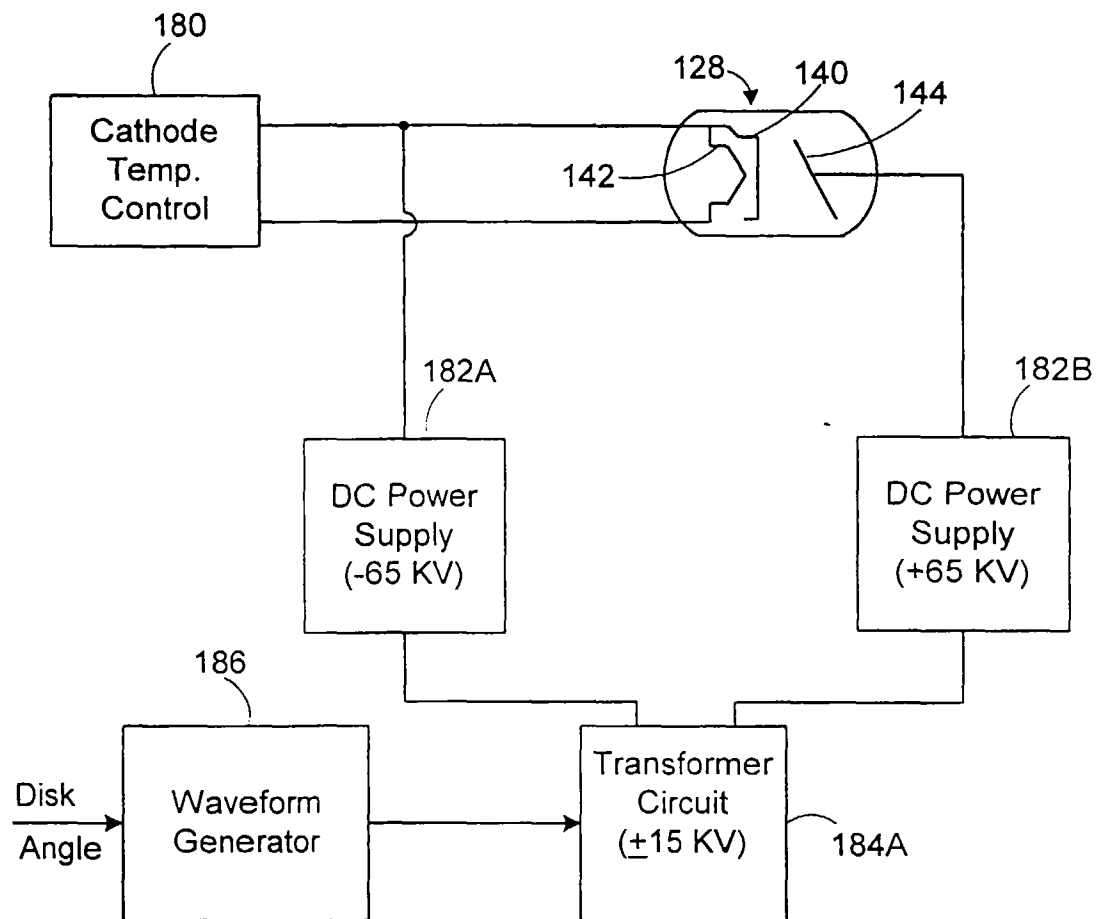 180
Cathode
Temp.
Control
128
140
144
142
182A
DC Power
Supply
(-65 KV)
182B
DC Power
Supply
(+65 KV)
186
Disk
Angle
Waveform
Generator
Transformer
Circuit
(±15 KV)
184A